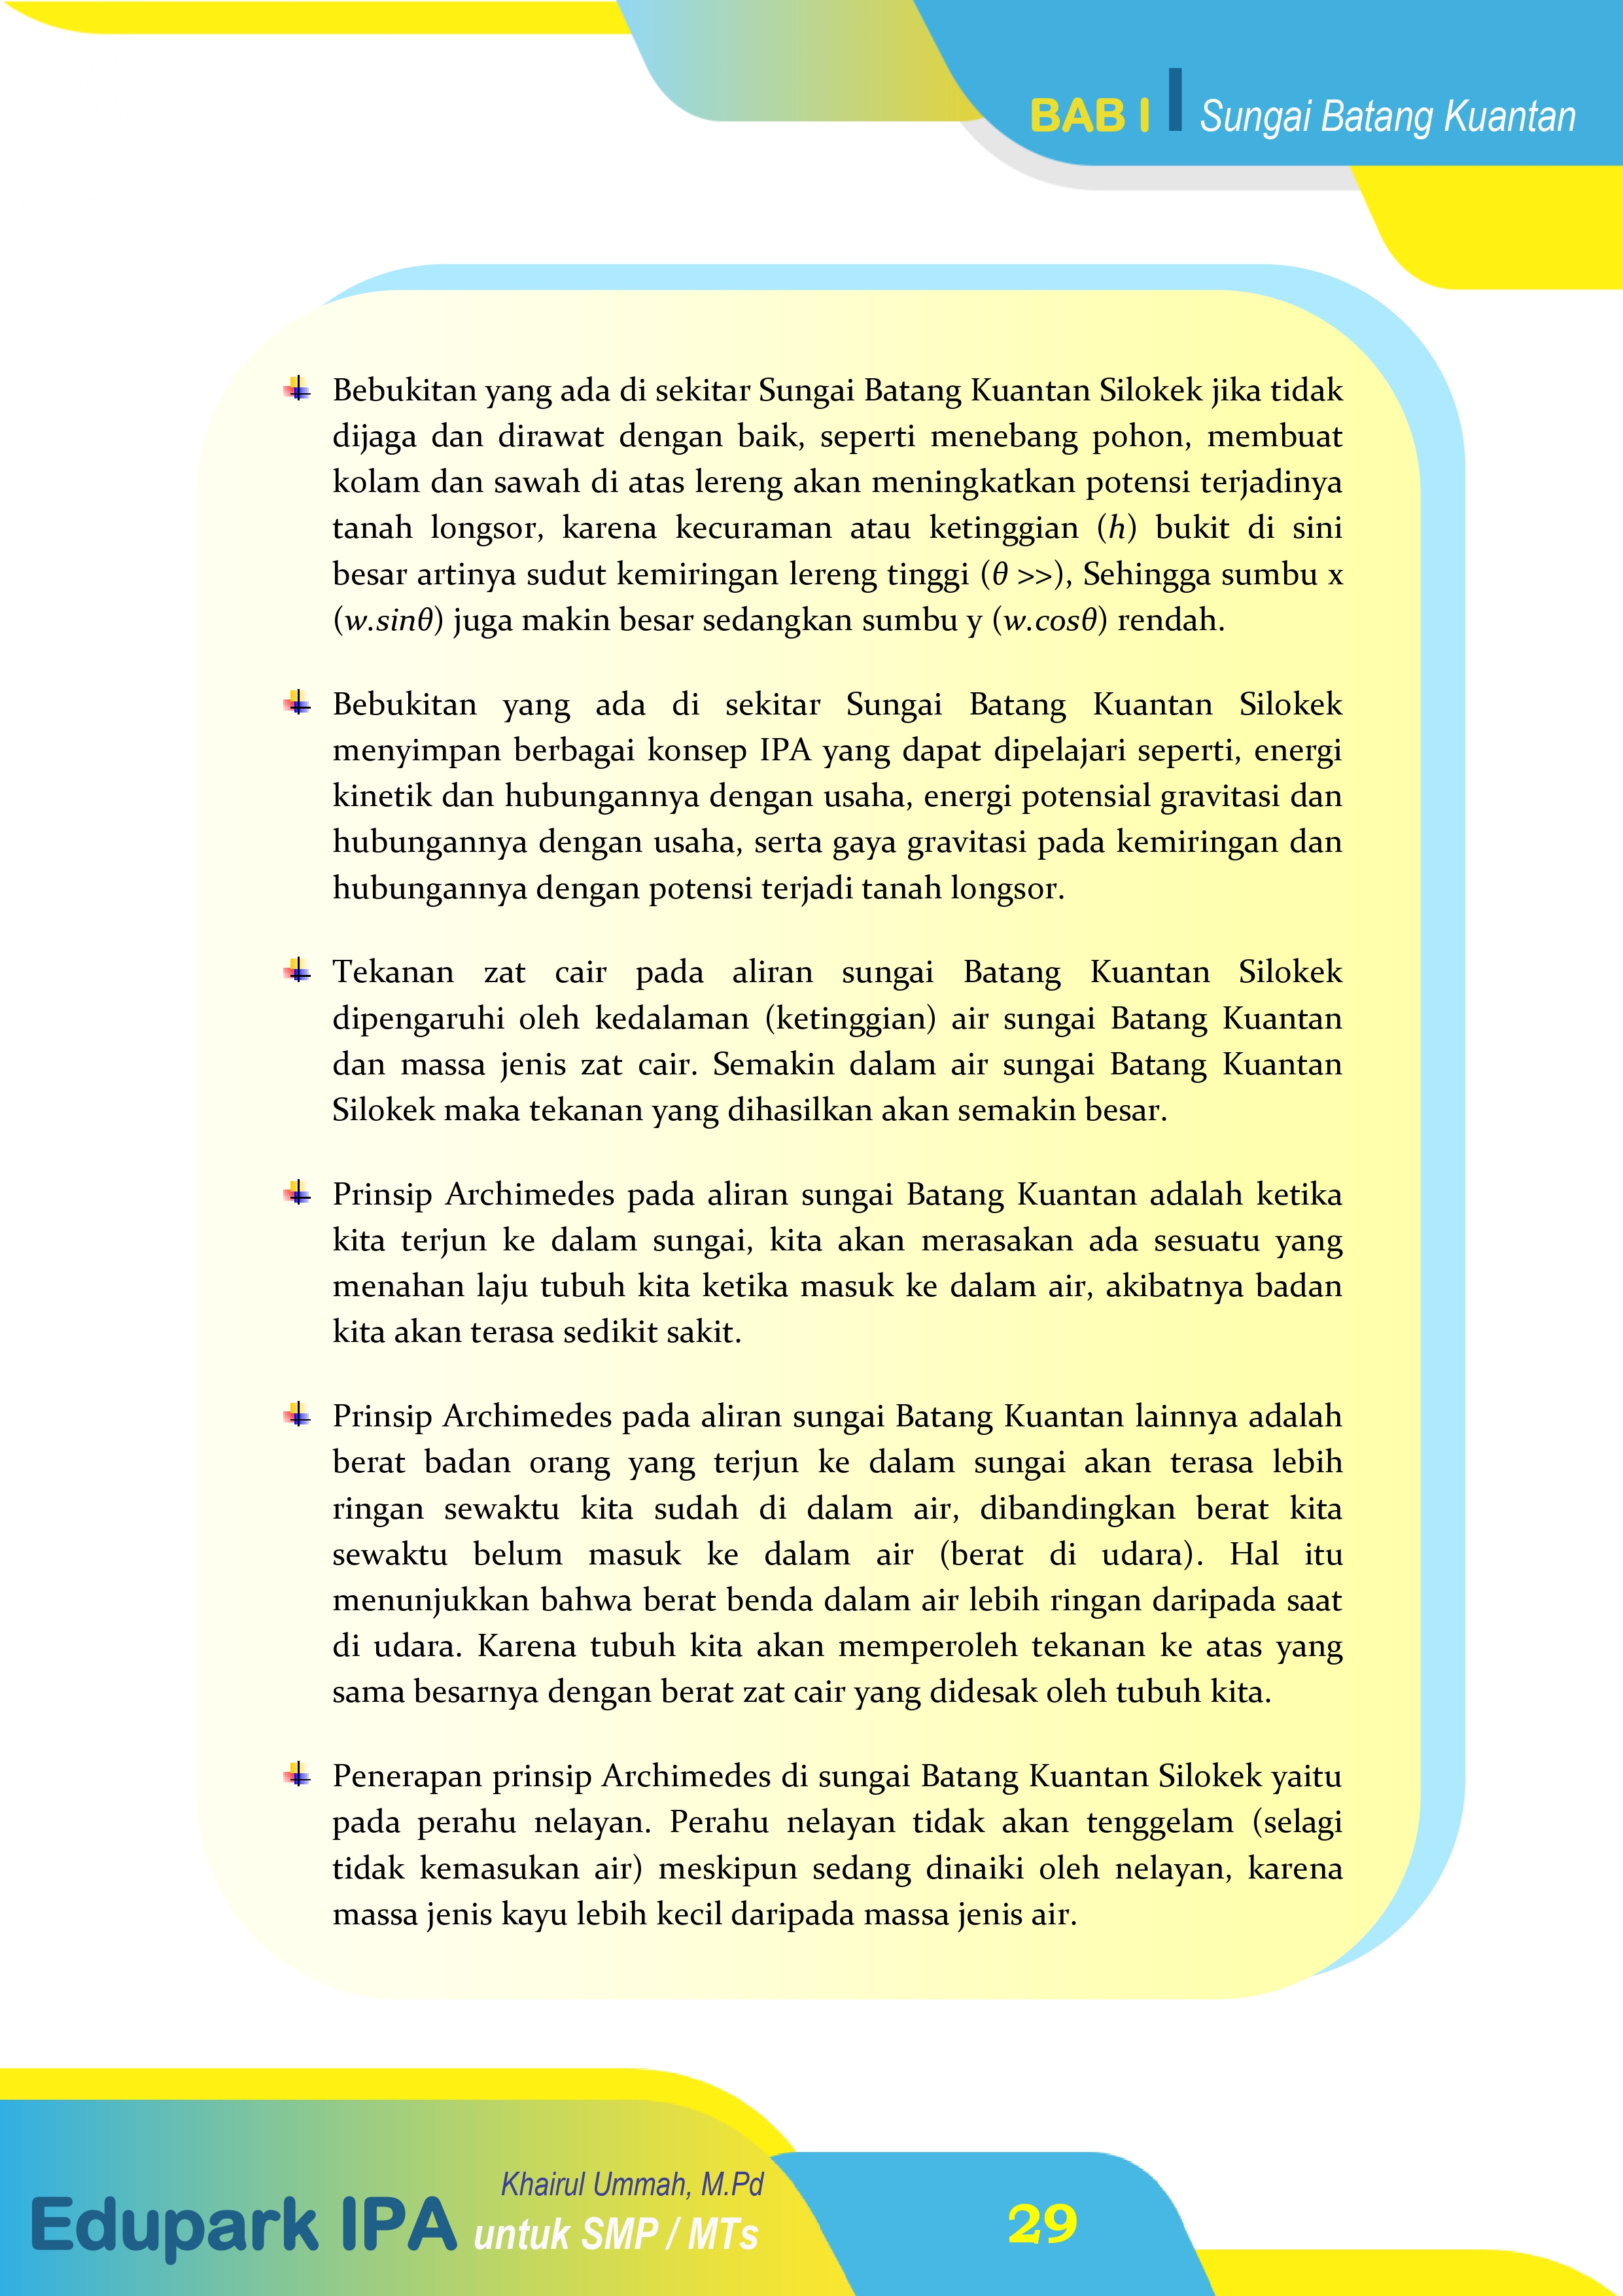 BAB I Sungai Batang Kuantan
Bebukitan yang ada di sekitar Sungai Batang Kuantan Silokek jika tidak
dijaga dan dirawat dengan baik, seperti menebang pohon, membuat
kolam dan sawah di atas lereng akan meningkatkan potensi terjadinya
tanah longsor, karena kecuraman atau ketinggian (h) bukit di sini
besar artinya sudut kemiringan lereng tinggi (θ >>), Sehingga sumbu x
(w.sinθ) juga makin besar sedangkan sumbu y (w.cosθ) rendah.
Bebukitan yang ada di sekitar Sungai Batang Kuantan Silokek
menyimpan berbagai konsep IPA yang dapat dipelajari seperti, energi
kinetik dan hubungannya dengan usaha, energi potensial gravitasi dan
hubungannya dengan usaha, serta gaya gravitasi pada kemiringan dan
hubungannya dengan potensi terjadi tanah longsor.
Tekanan zat cair pada aliran sungai Batang Kuantan Silokek
dipengaruhi oleh kedalaman (ketinggian) air sungai Batang Kuantan
dan massa jenis zat cair. Semakin dalam air sungai Batang Kuantan
Silokek maka tekanan yang dihasilkan akan semakin besar.
Prinsip Archimedes pada aliran sungai Batang Kuantan adalah ketika
kita terjun ke dalam sungai, kita akan merasakan ada sesuatu yang
menahan laju tubuh kita ketika masuk ke dalam air, akibatnya badan
kita akan terasa sedikit sakit.
Prinsip Archimedes pada aliran sungai Batang Kuantan lainnya adalah
berat badan orang yang terjun ke dalam sungai akan terasa lebih
ringan sewaktu kita sudah di dalam air, dibandingkan berat kita
sewaktu belum masuk ke dalam air (berat di udara). Hal itu
menunjukkan bahwa berat benda dalam air lebih ringan daripada saat
di udara. Karena tubuh kita akan memperoleh tekanan ke atas yang
sama besarnya dengan berat zat cair yang didesak oleh tubuh kita.
Penerapan prinsip Archimedes di sungai Batang Kuantan Silokek yaitu
pada perahu nelayan. Perahu nelayan tidak akan tenggelam (selagi
tidak kemasukan air) meskipun sedang dinaiki oleh nelayan, karena
massa jenis kayu lebih kecil daripada massa jenis air.
Khairul Ummah, M.Pd
Edupark IPA untuk SMP / MTs
29